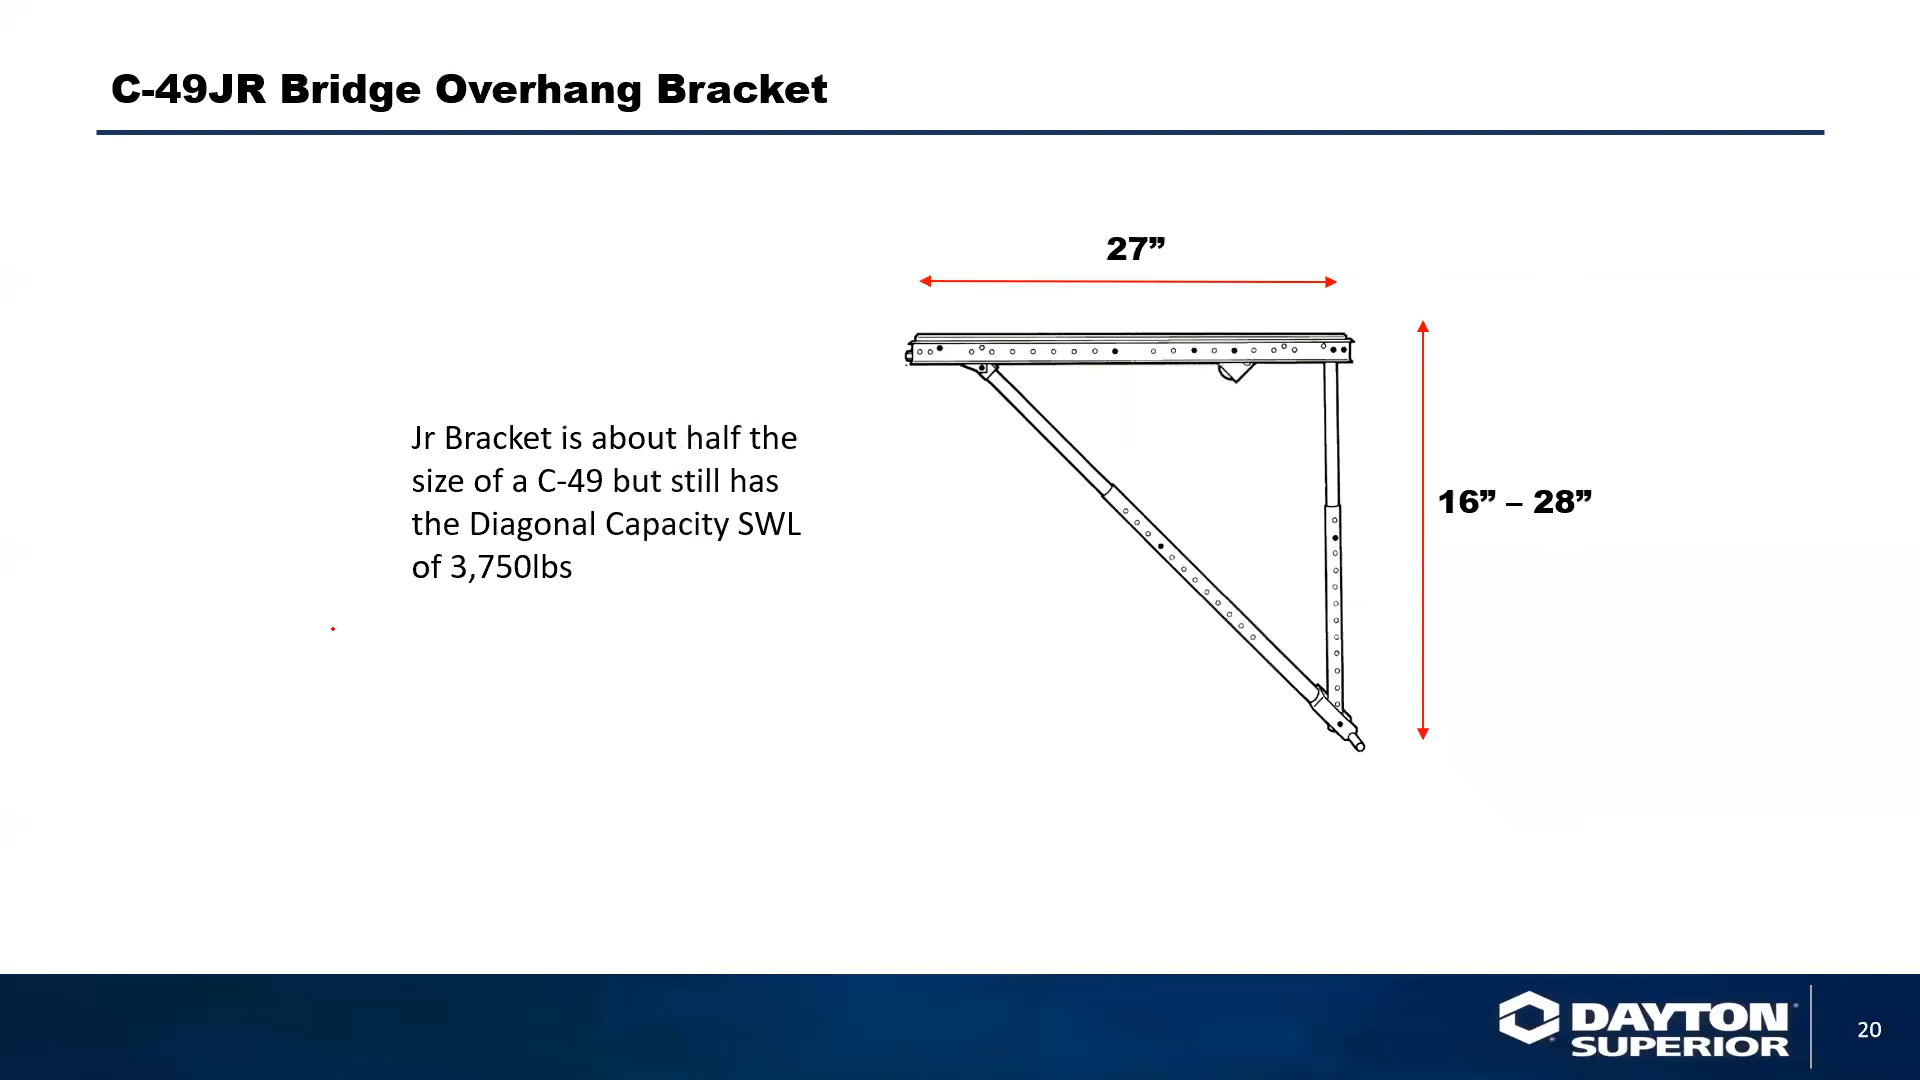 C-49JR Bridge Overhang Bracket
27”
Jr Bracket is about half the
size of a C-49 but still has
the Diagonal Capacity SWL
of 3,750lbs
16” – 28”
DAYTON
SUPERIOR
20